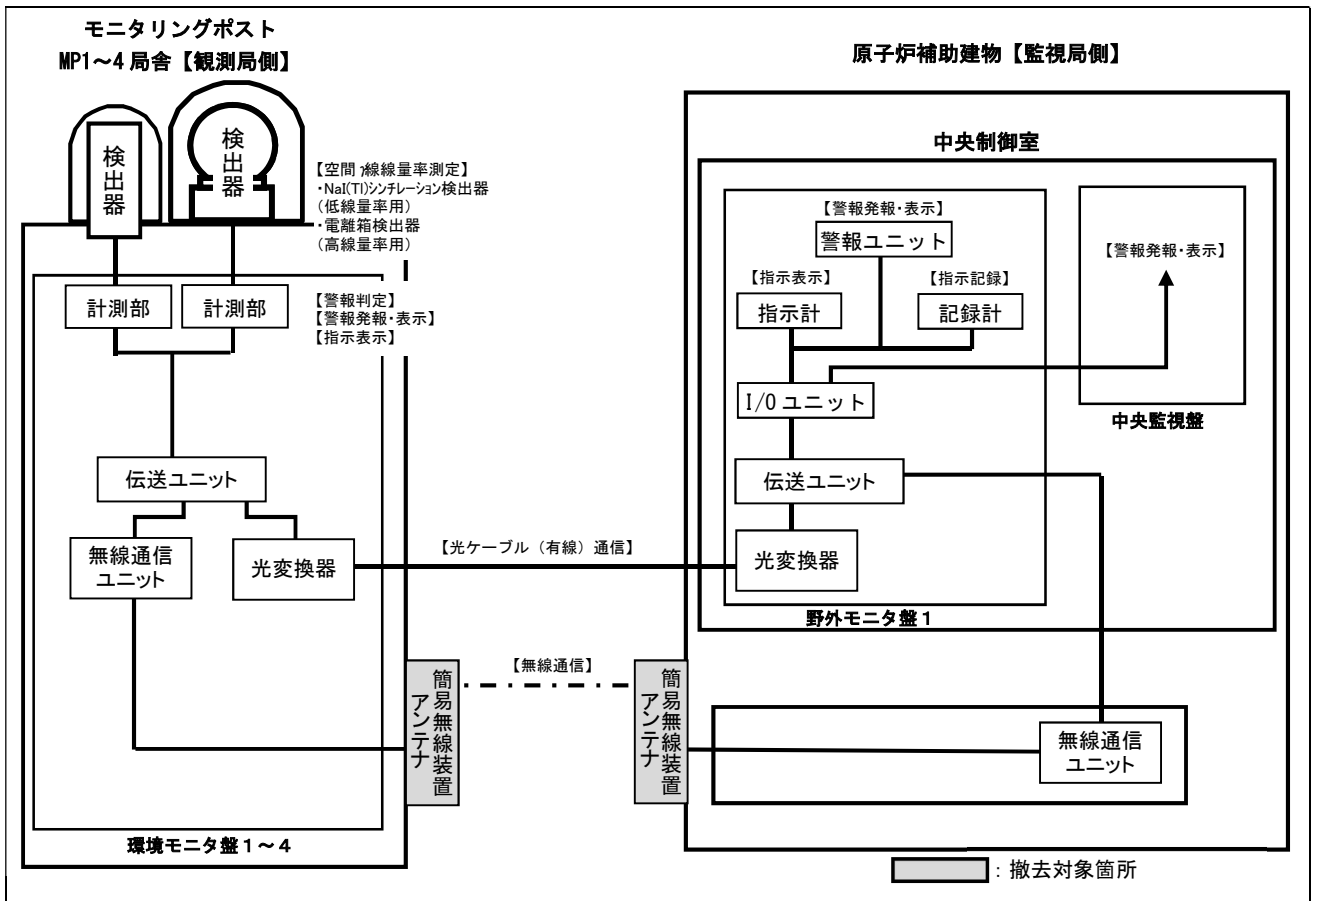 モニタリングポスト
MP1～4 局舎【観測局側】
検出器
検出器
【空間γ線線量率測定】
・NaI(Tl)シンチレーション検出器
(低線量率用)
・電離箱検出器
(高線量率用)
計測部
計測部
【警報判定】
【警報発報・表示】
【指示表示】
伝送ユニット
無線通信
ユニット
光変換器
環境モニタ盤１～４
【光ケーブル（有線）通信】
【無線通信】
簡易無線装置
アンテナ
簡易無線装置
アンテナ
原子炉補助建物【監視局側】
中央制御室
【警報発報・表示】
警報ユニット
【指示表示】
指示計
【指示記録】
記録計
I/O ユニット
伝送ユニット
光変換器
野外モニタ盤１
【警報発報・表示】
中央監視盤
無線通信
ユニット
：撤去対象箇所